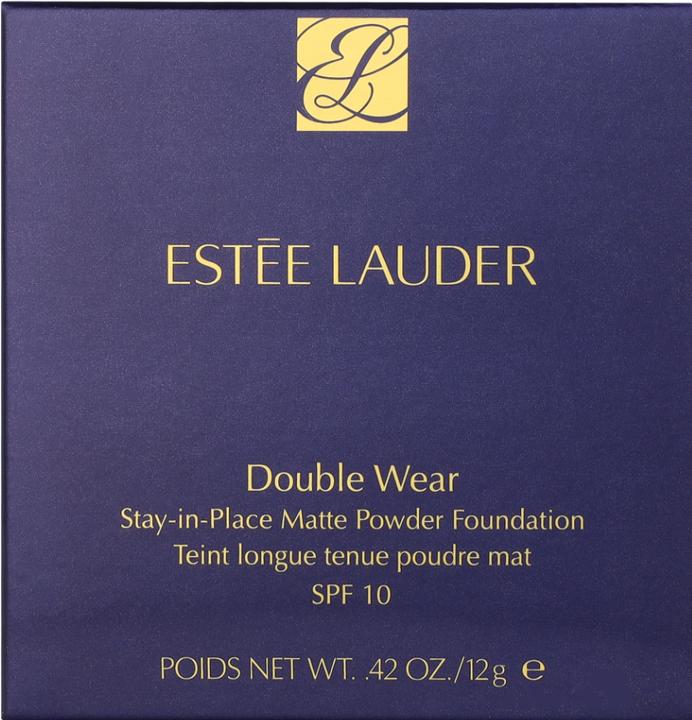 EL
ESTĒE LAUDER
Double Wear
Stay-in-Place Matte Powder Foundation
Teint longue tenue poudre mat
SPF 10
POIDS NET WT. .42 OZ./12g ℮